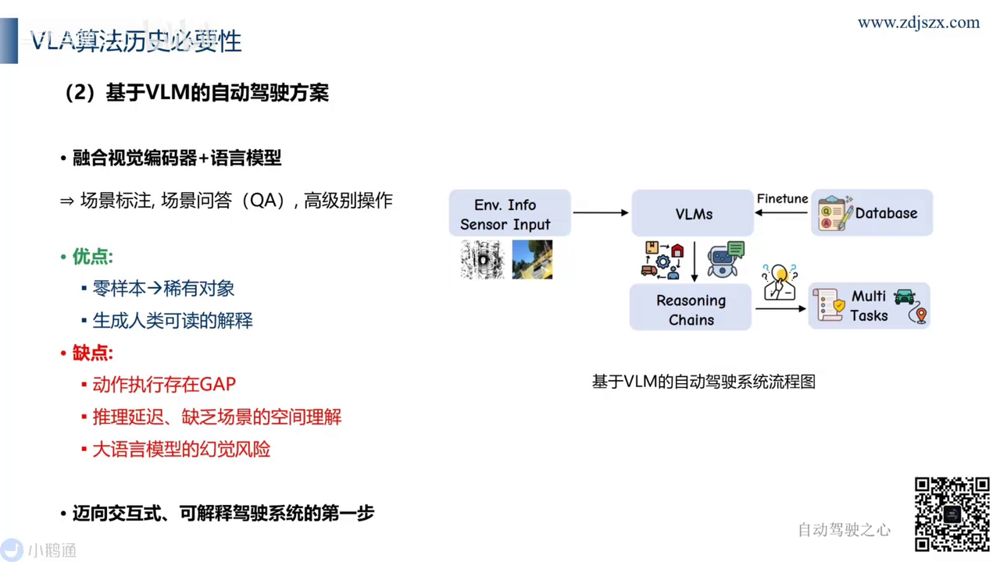 www.zdjszx.com
VLA算法历史必要性
（2）基于VLM的自动驾驶方案
• 融合视觉编码器+语言模型
⇒ 场景标注, 场景问答（QA）, 高级别操作
• 优点:
▪ 零样本→稀有对象
▪ 生成人类可读的解释
• 缺点:
▪ 动作执行存在GAP
▪ 推理延迟、缺乏场景的空间理解
▪ 大语言模型的幻觉风险
• 迈向交互式、可解释驾驶系统的第一步
Env. Info
Sensor Input
VLMs
Finetune
Database
Reasoning
Chains
Multi
Tasks
基于VLM的自动驾驶系统流程图
自动驾驶之心
小鹅通